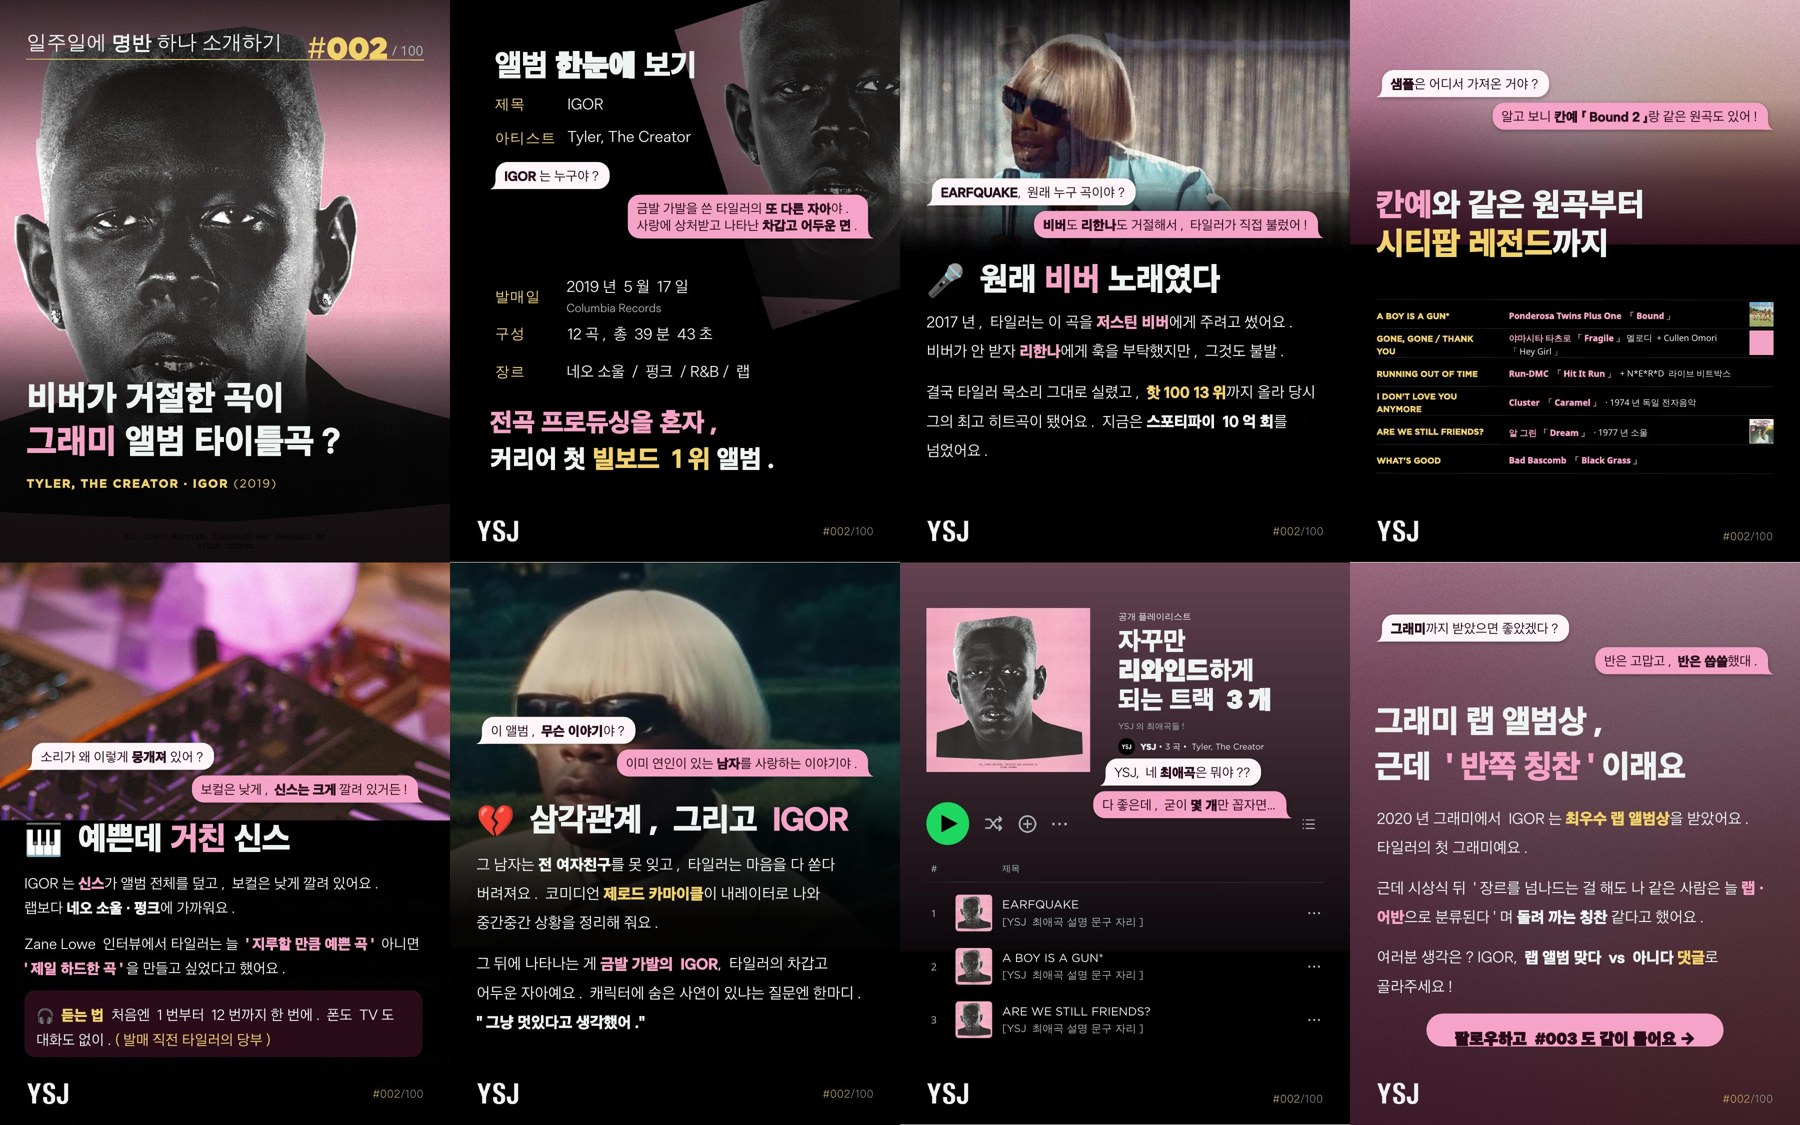 일주일에 명반 하나 소개하기 #002 / 100
비버가 거절한 곡이
그래미 앨범 타이틀곡 ?
TYLER, THE CREATOR · IGOR (2019)
앨범 한눈에 보기
제목 IGOR
아티스트 Tyler, The Creator
IGOR 는 누구야 ?
금발 가발을 쓴 타일러의 또 다른 자아야 .
사랑에 상처받고 나타난 차갑고 어두운 면 .
발매일 2019 년 5 월 17 일
Columbia Records
구성 12 곡 , 총 39 분 43 초
장르 네오 소울 / 펑크 / R&B / 랩
전곡 프로듀싱을 혼자 ,
커리어 첫 빌보드 1 위 앨범 .
YSJ #002/100
EARFQUAKE, 원래 누구 곡이야 ?
비버도 리한나도 거절해서 , 타일러가 직접 불렀어 !
🎤 원래 비버 노래였다
2017 년 , 타일러는 이 곡을 저스틴 비버에게 주려고 썼어요 .
비버가 안 받자 리한나에게 훅을 부탁했지만 , 그것도 불발 .
결국 타일러 목소리 그대로 실렸고 , 핫 100 13 위까지 올라 당시
그의 최고 히트곡이 됐어요 . 지금은 스포티파이 10 억 회를
넘었어요 .
YSJ #002/100
샘플은 어디서 가져온 거야 ?
알고 보니 칸예 「 Bound 2 」랑 같은 원곡도 있어 !
칸예와 같은 원곡부터
시티팝 레전드까지
A BOY IS A GUN* Ponderosa Twins Plus One 「 Bound 」
GONE, GONE / THANK YOU 야마시타 타츠로 「 Fragile 」 멜로디 + Cullen Omori 「 Hey Girl 」
RUNNING OUT OF TIME Run-DMC 「 Hit It Run 」 + N*E*R*D 라이브 비트박스
I DON'T LOVE YOU ANYMORE Cluster 「 Caramel 」 · 1974 년 독일 전자음악
ARE WE STILL FRIENDS? 알 그린 「 Dream 」 · 1977 년 소울
WHAT'S GOOD Bad Bascomb 「 Black Grass 」
YSJ #002/100
소리가 왜 이렇게 뭉개져 있어 ?
보컬은 낮게 , 신스는 크게 깔려 있거든 !
🎹 예쁜데 거친 신스
IGOR 는 신스가 앨범 전체를 덮고 , 보컬은 낮게 깔려 있어요 .
랩보다 네오 소울 · 펑크에 가까워요 .
Zane Lowe 인터뷰에서 타일러는 늘 ' 지루할 만큼 예쁜 곡 ' 아니면
' 제일 하드한 곡 ' 을 만들고 싶었다고 했어요 .
🎧 듣는 법 처음엔 1 번부터 12 번까지 한 번에 . 폰도 TV 도
대화도 없이 . ( 발매 직전 타일러의 당부 )
YSJ #002/100
이 앨범 , 무슨 이야기야 ?
이미 연인이 있는 남자를 사랑하는 이야기야 .
💔 삼각관계 , 그리고 IGOR
그 남자는 전 여자친구를 못 잊고 , 타일러는 마음을 다 쏟다
버려져요 . 코미디언 제로드 카마이클이 내레이터로 나와
중간중간 상황을 정리해 줘요 .
그 뒤에 나타나는 게 금발 가발의 IGOR, 타일러의 차갑고
어두운 자아예요 . 캐릭터에 숨은 사연이 있냐는 질문엔 한마디 .
" 그냥 멋있다고 생각했어 ."
YSJ #002/100
공개 플레이리스트
자꾸만
리와인드하게
되는 트랙 3 개
YSJ 의 최애곡들 !
YSJ YSJ • 3 곡 • Tyler, The Creator
YSJ, 네 최애곡은 뭐야 ??
다 좋은데 , 굳이 몇 개만 꼽자면...
# 제목
1 EARFQUAKE
[YSJ 최애곡 설명 문구 자리 ]
2 A BOY IS A GUN*
[YSJ 최애곡 설명 문구 자리 ]
3 ARE WE STILL FRIENDS?
[YSJ 최애곡 설명 문구 자리 ]
YSJ #002/100
그래미까지 받았으면 좋았겠다 ?
반은 고맙고 , 반은 씁쓸했대 .
그래미 랩 앨범상 ,
근데 ' 반쪽 칭찬 ' 이래요
2020 년 그래미에서 IGOR 는 최우수 랩 앨범상을 받았어요 .
타일러의 첫 그래미예요 .
근데 시상식 뒤 ' 장르를 넘나드는 걸 해도 나 같은 사람은 늘 랩 ·
어반으로 분류된다 ' 며 돌려 까는 칭찬 같다고 했어요 .
여러분 생각은 ? IGOR, 랩 앨범 맞다 vs 아니다 댓글로
골라주세요 !
팔로우하고 #003 도 같이 들어요 →
YSJ #002/100